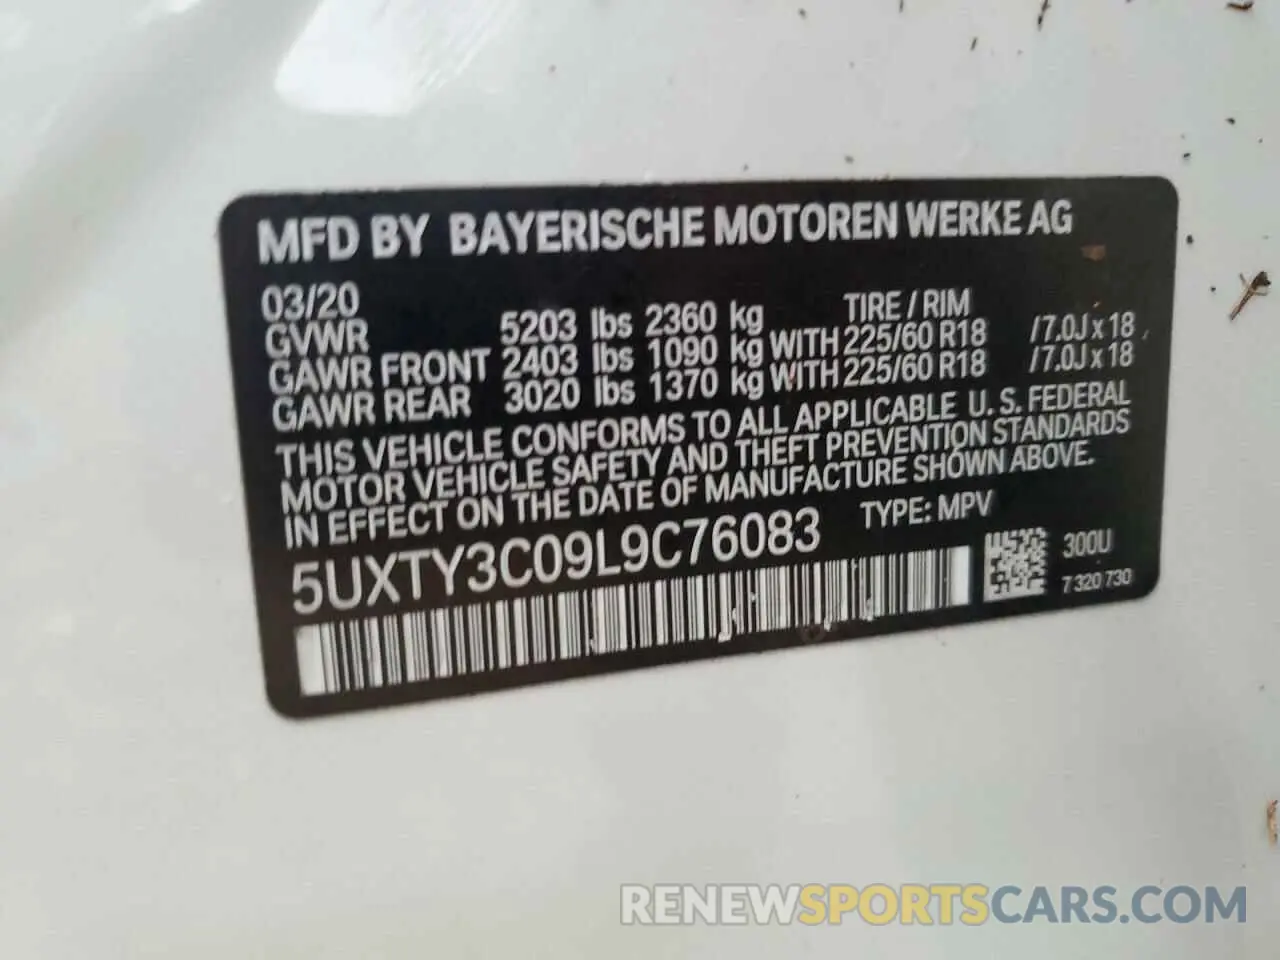 MFD BY BAYERISCHE MOTOREN WERKE AG
03/20 TIRE / RIM
GVWR 5203 lbs 2360 kg
GAWR FRONT 2403 lbs 1090 kg WITH 225/60 R18 /7.0J x 18
GAWR REAR 3020 lbs 1370 kg WITH 225/60 R18 /7.0J x 18
THIS VEHICLE CONFORMS TO ALL APPLICABLE U. S. FEDERAL
MOTOR VEHICLE SAFETY AND THEFT PREVENTION STANDARDS
IN EFFECT ON THE DATE OF MANUFACTURE SHOWN ABOVE.
5UXTY3C09L9C76083 TYPE: MPV
300U
7 320 730
RENEWSPORTSCARS.COM